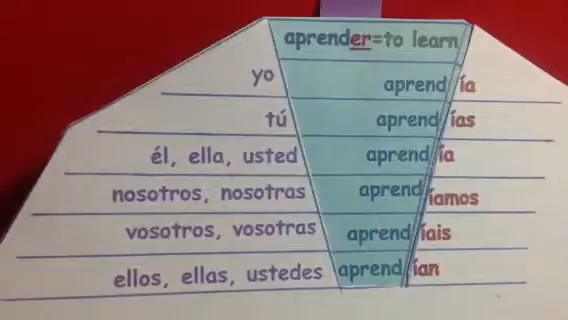 aprender=to learn
yo aprend ía
tú aprend ías
él, ella, usted aprend ía
nosotros, nosotras aprend íamos
vosotros, vosotras aprend íais
ellos, ellas, ustedes aprend ían